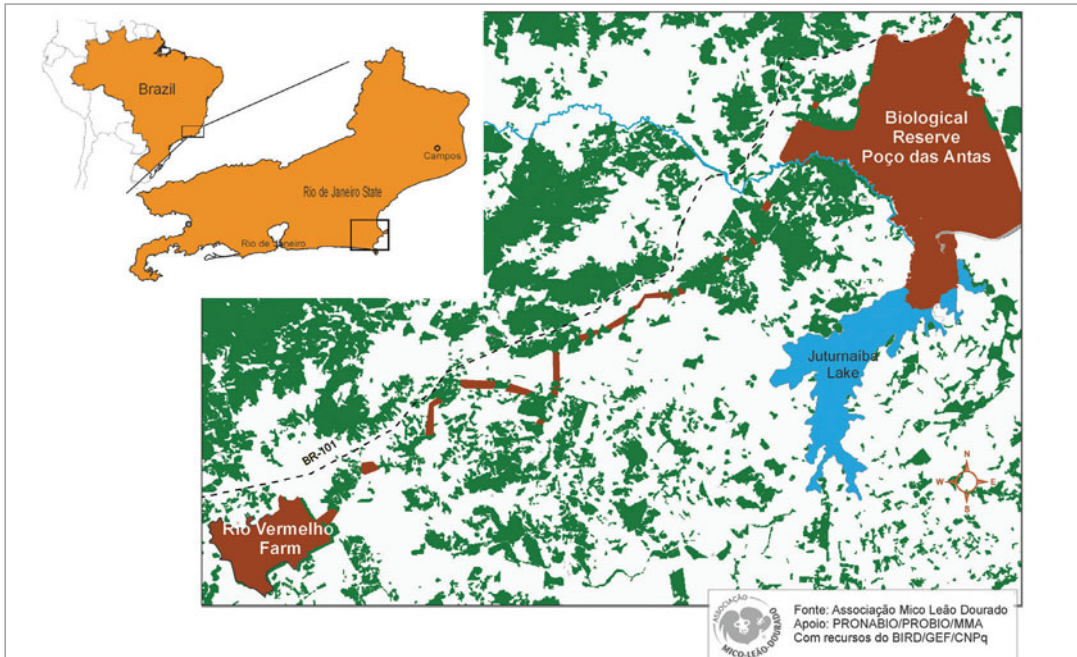 Brazil
Campos
Rio de Janeiro State
Rio de Janeiro
Biological
Reserve
Poço das Antas
Juturnaíba
Lake
BR-101
Rio Vermelho
Farm
N
W E
S
ASSOCIAÇÃO
MICO-LEÃO-DOURADO
Fonte: Associação Mico Leão Dourado
Apoio: PRONABIO/PROBIO/MMA
Com recursos do BIRD/GEF/CNPq